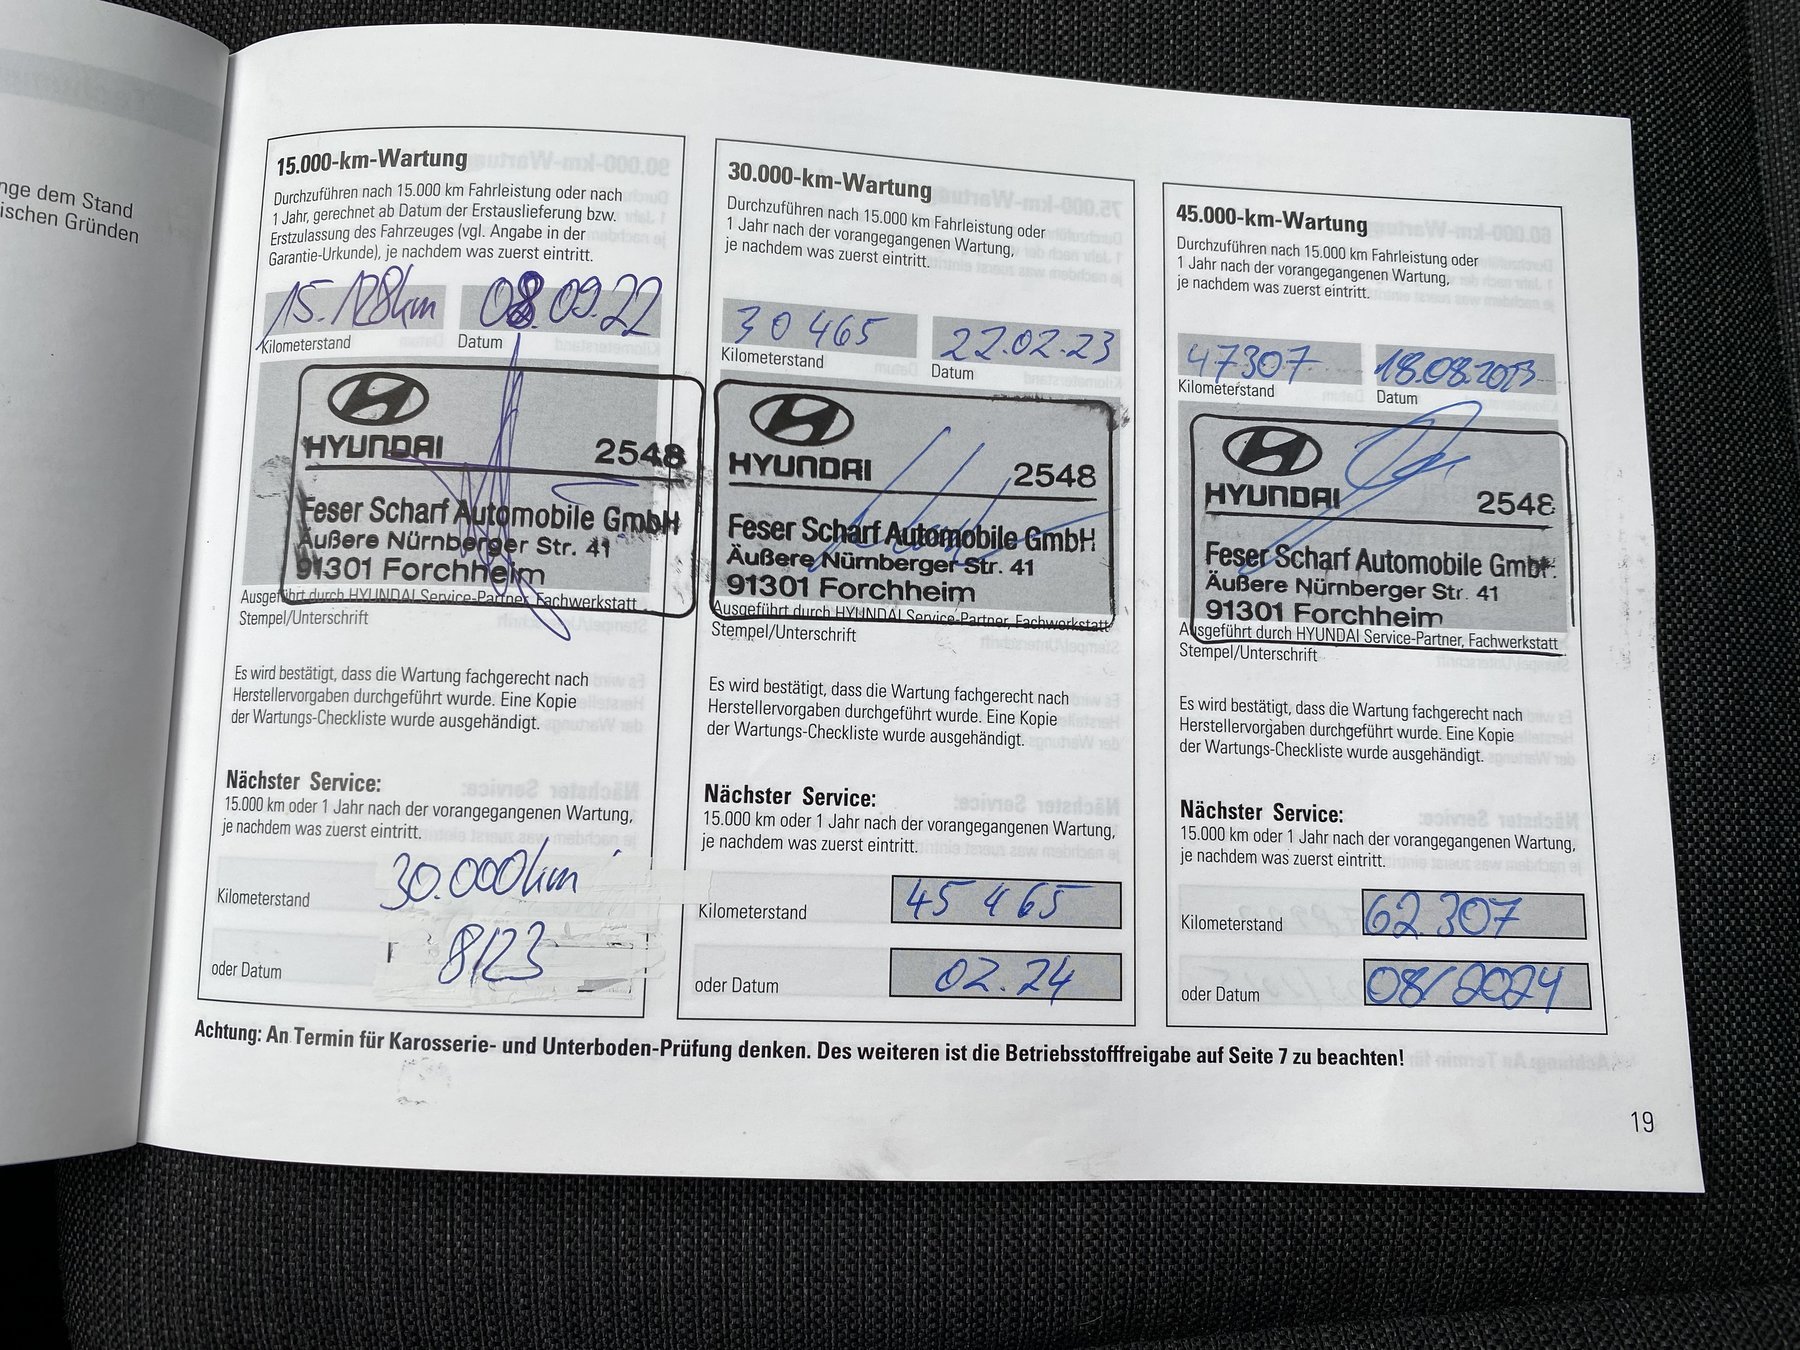 nge dem Stand
ischen Gründen
15.000-km-Wartung
Durchzuführen nach 15.000 km Fahrleistung oder nach
1 Jahr, gerechnet ab Datum der Erstauslieferung bzw.
Erstzulassung des Fahrzeuges (vgl. Angabe in der
Garantie-Urkunde), je nachdem was zuerst eintritt.
15.128km 08.09.22
Kilometerstand Datum
HYUNDAI 2548
Feser Scharf Automobile GmbH
Äußere Nürnberger Str. 41
91301 Forchheim
Ausgeführt durch HYUNDAI Service-Partner, Fachwerkstatt
Stempel/Unterschrift
Es wird bestätigt, dass die Wartung fachgerecht nach
Herstellervorgaben durchgeführt wurde. Eine Kopie
der Wartungs-Checkliste wurde ausgehändigt.
Nächster Service:
15.000 km oder 1 Jahr nach der vorangegangenen Wartung,
je nachdem was zuerst eintritt.
Kilometerstand 30.000km
oder Datum 8/23
30.000-km-Wartung
Durchzuführen nach 15.000 km Fahrleistung oder
1 Jahr nach der vorangegangenen Wartung,
je nachdem was zuerst eintritt.
30 465 22.02.23
Kilometerstand Datum
HYUNDAI 2548
Feser Scharf Automobile GmbH
Äußere Nürnberger Str. 41
91301 Forchheim
Ausgeführt durch HYUNDAI Service-Partner, Fachwerkstatt
Stempel/Unterschrift
Es wird bestätigt, dass die Wartung fachgerecht nach
Herstellervorgaben durchgeführt wurde. Eine Kopie
der Wartungs-Checkliste wurde ausgehändigt.
Nächster Service:
15.000 km oder 1 Jahr nach der vorangegangenen Wartung,
je nachdem was zuerst eintritt.
Kilometerstand 45 465
oder Datum 02.24
45.000-km-Wartung
Durchzuführen nach 15.000 km Fahrleistung oder
1 Jahr nach der vorangegangenen Wartung,
je nachdem was zuerst eintritt.
47307 18.08.2023
Kilometerstand Datum
HYUNDAI 2548
Feser Scharf Automobile GmbH
Äußere Nürnberger Str. 41
91301 Forchheim
Ausgeführt durch HYUNDAI Service-Partner, Fachwerkstatt
Stempel/Unterschrift
Es wird bestätigt, dass die Wartung fachgerecht nach
Herstellervorgaben durchgeführt wurde. Eine Kopie
der Wartungs-Checkliste wurde ausgehändigt.
Nächster Service:
15.000 km oder 1 Jahr nach der vorangegangenen Wartung,
je nachdem was zuerst eintritt.
Kilometerstand 62.307
oder Datum 08/2024
Achtung: An Termin für Karosserie- und Unterboden-Prüfung denken. Des weiteren ist die Betriebsstofffreigabe auf Seite 7 zu beachten!
19